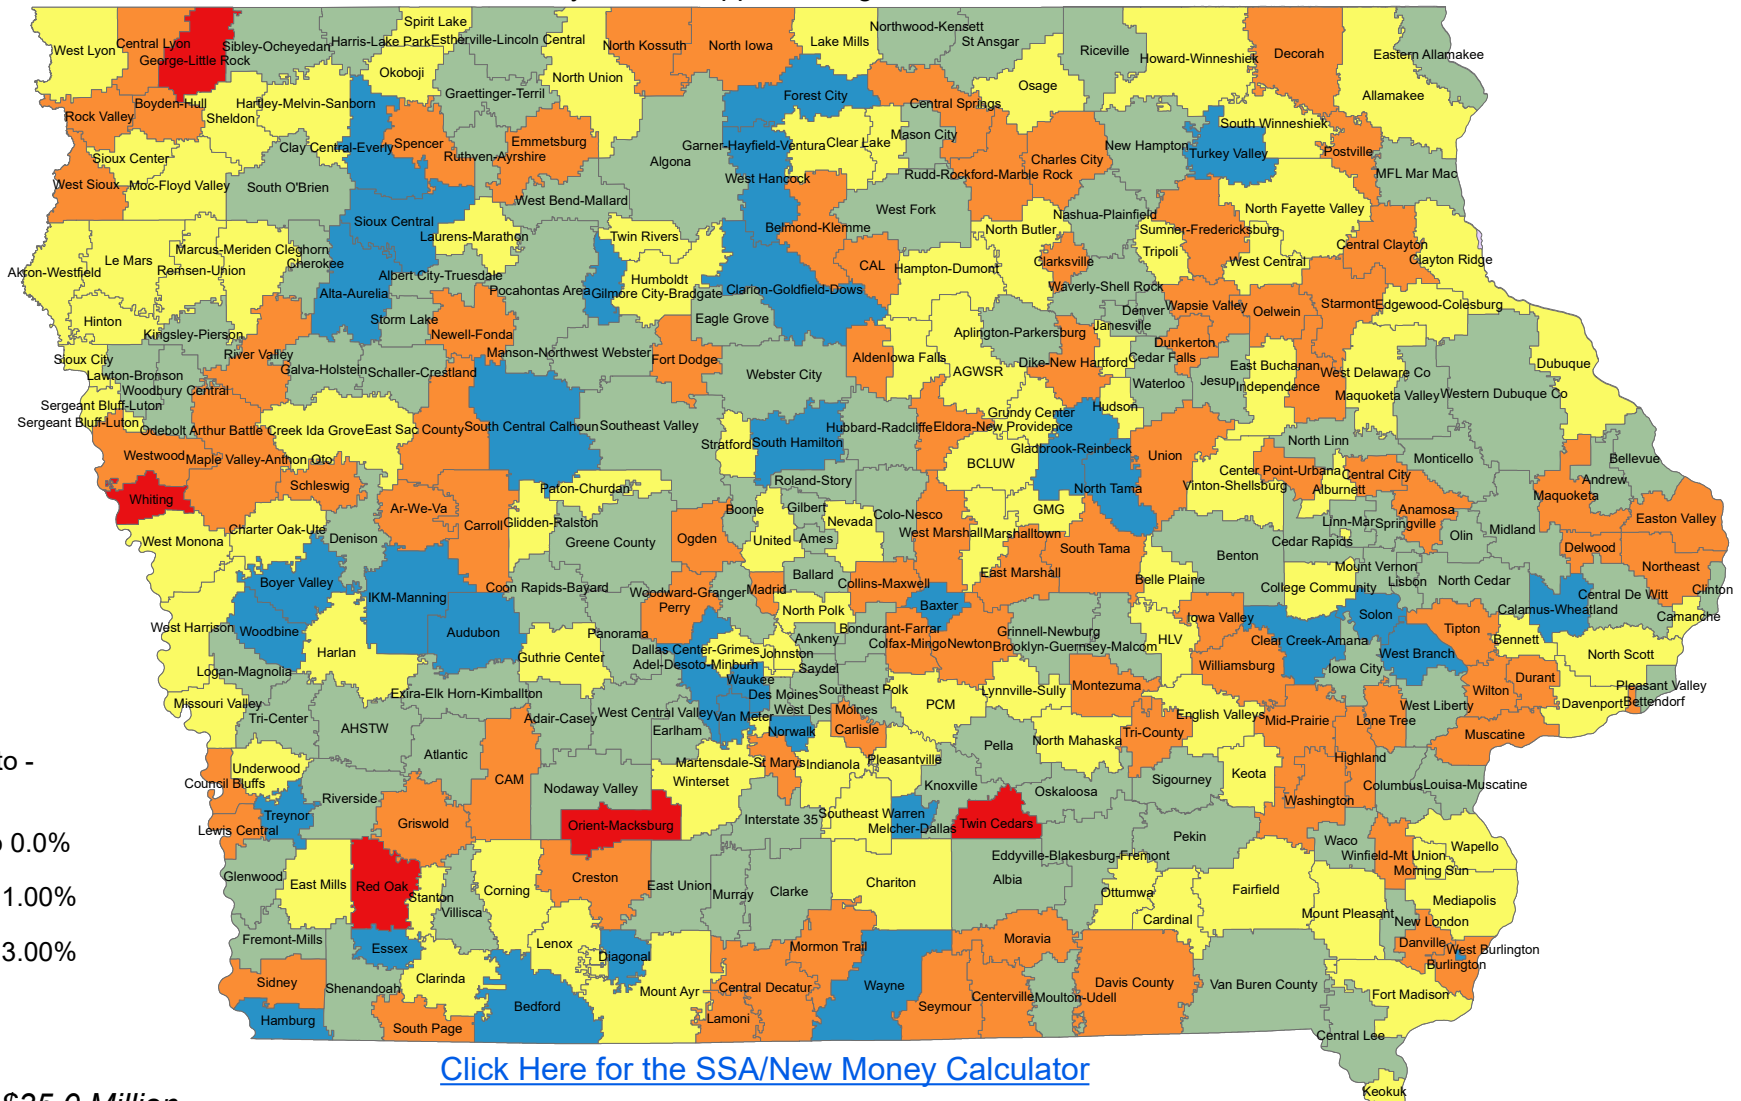 West Lyon
Central Lyon
George-Little Rock
Sibley-Ocheyedan
Harris-Lake Park
Spirit Lake
Estherville-Lincoln Central
Okoboji
North Union
North Kossuth
North Iowa
Lake Mills
Northwood-Kensett
St Ansgar
Riceville
Howard-Winneshiek
Decorah
Eastern Allamakee
Allamakee
Rock Valley
Boyden-Hull
Sheldon
Hartley-Melvin-Sanborn
Graettinger-Terril
Forest City
Central Springs
Osage
Sioux Center
Clay Central-Everly
Spencer
Ruthven-Ayrshire
Emmetsburg
Algona
Garner-Hayfield-Ventura
Clear Lake
Mason City
Charles City
New Hampton
Turkey Valley
South Winneshiek
Postville
MFL Mar Mac
West Sioux
Moc-Floyd Valley
South O'Brien
West Hancock
Rudd-Rockford-Marble Rock
West Bend-Mallard
Sioux Central
Laurens-Marathon
Twin Rivers
Belmond-Klemme
West Fork
Nashua-Plainfield
North Butler
Sumner-Fredericksburg
North Fayette Valley
Central Clayton
Clayton Ridge
Akron-Westfield
Le Mars
Marcus-Meriden Cleghorn
Remsen-Union
Cherokee
Albert City-Truesdale
Pocahontas Area
Humboldt
Gilmore City-Bradgate
Clarion-Goldfield-Dows
CAL
Hampton-Dumont
Clarksville
Tripoli
West Central
Waverly-Shell Rock
Alta-Aurelia
Hinton
Kingsley-Pierson
Storm Lake
Newell-Fonda
Eagle Grove
Aplington-Parkersburg
Denver
Janesville
Wapsie Valley
Oelwein
Starmont
Edgewood-Colesburg
Sioux City
Lawton-Bronson
Woodbury Central
River Valley
Galva-Holstein
Schaller-Crestland
Manson-Northwest Webster
Fort Dodge
Webster City
Alden
Iowa Falls
AGWSR
Dike-New Hartford
Cedar Falls
Dunkerton
Waterloo
Jesup
East Buchanan
Independence
West Delaware Co
Maquoketa Valley
Western Dubuque Co
Dubuque
Sergeant Bluff-Luton
Sergeant Bluff-Luton
Westwood
Odebolt Arthur Battle Creek Ida Grove
East Sac County
South Central Calhoun
Southeast Valley
Stratford
South Hamilton
Hubbard-Radcliffe
Eldora-New Providence
Grundy Center
Hudson
Gladbrook-Reinbeck
BCLUW
Union
North Linn
Monticello
Bellevue
Maple Valley-Anthon Oto
Whiting
Schleswig
Ar-We-Va
Carroll
Paton-Churdan
Glidden-Ralston
Roland-Story
North Tama
Center Point-Urbana
Vinton-Shellsburg
Alburnett
Central City
Andrew
Maquoketa
West Monona
Charter Oak-Ute
Denison
Greene County
Ogden
Boone
Gilbert
United
Ames
Nevada
Colo-Nesco
West Marshall
Marshalltown
GMG
South Tama
Benton
Linn-Mar
Cedar Rapids
Springville
Anamosa
Olin
Midland
Easton Valley
Delwood
Northeast
Boyer Valley
IKM-Manning
Coon Rapids-Bayard
Woodward-Granger
Perry
Madrid
Ballard
Collins-Maxwell
Baxter
East Marshall
Belle Plaine
College Community
Mount Vernon
Lisbon
North Cedar
Calamus-Wheatland
Central De Witt
Clinton
Camanche
West Harrison
Woodbine
Harlan
Audubon
Guthrie Center
Panorama
Dallas Center-Grimes
Adel-Desoto-Minburn
North Polk
Ankeny
Johnston
Saydel
Bondurant-Farrar
Colfax-Mingo
Newton
Grinnell-Newburg
Brooklyn-Guernsey-Malcom
HLV
Iowa Valley
Williamsburg
Clear Creek-Amana
Solon
Iowa City
West Branch
Tipton
Bennett
North Scott
Logan-Magnolia
Missouri Valley
Tri-Center
Exira-Elk Horn-Kimballton
AHSTW
Atlantic
Adair-Casey
West Central Valley
Earlham
Waukee
Van Meter
Des Moines
West Des Moines
Southeast Polk
Norwalk
Carlisle
PCM
Lynnville-Sully
Montezuma
Tri-County
English Valleys
Mid-Prairie
Lone Tree
West Liberty
Wilton
Durant
Pleasant Valley
Davenport
Bettendorf
Muscatine
to -
Council Bluffs
Underwood
Riverside
CAM
Nodaway Valley
Martensdale-St Marys
Winterset
Indianola
Pleasantville
Knoxville
Pella
North Mahaska
Oskaloosa
Sigourney
Keota
Highland
Washington
Columbus
Louisa-Muscatine
Treynor
Lewis Central
Griswold
Orient-Macksburg
Interstate 35
Southeast Warren
Melcher-Dallas
Twin Cedars
Pekin
Waco
Winfield-Mt Union
Morning Sun
Wapello
0.0%
1.00%
3.00%
Glenwood
East Mills
Red Oak
Stanton
Villisca
Corning
Creston
East Union
Murray
Clarke
Chariton
Albia
Eddyville-Blakesburg-Fremont
Ottumwa
Cardinal
Fairfield
Mount Pleasant
Mediapolis
New London
Danville
West Burlington
Burlington
Fremont-Mills
Essex
Sidney
Shenandoah
Clarinda
Lenox
Diagonal
Mormon Trail
Moravia
Hamburg
South Page
Bedford
Mount Ayr
Lamoni
Central Decatur
Wayne
Seymour
Centerville
Moulton-Udell
Davis County
Van Buren County
Fort Madison
Central Lee
Keokuk
Click Here for the SSA/New Money Calculator
$25.0 Million